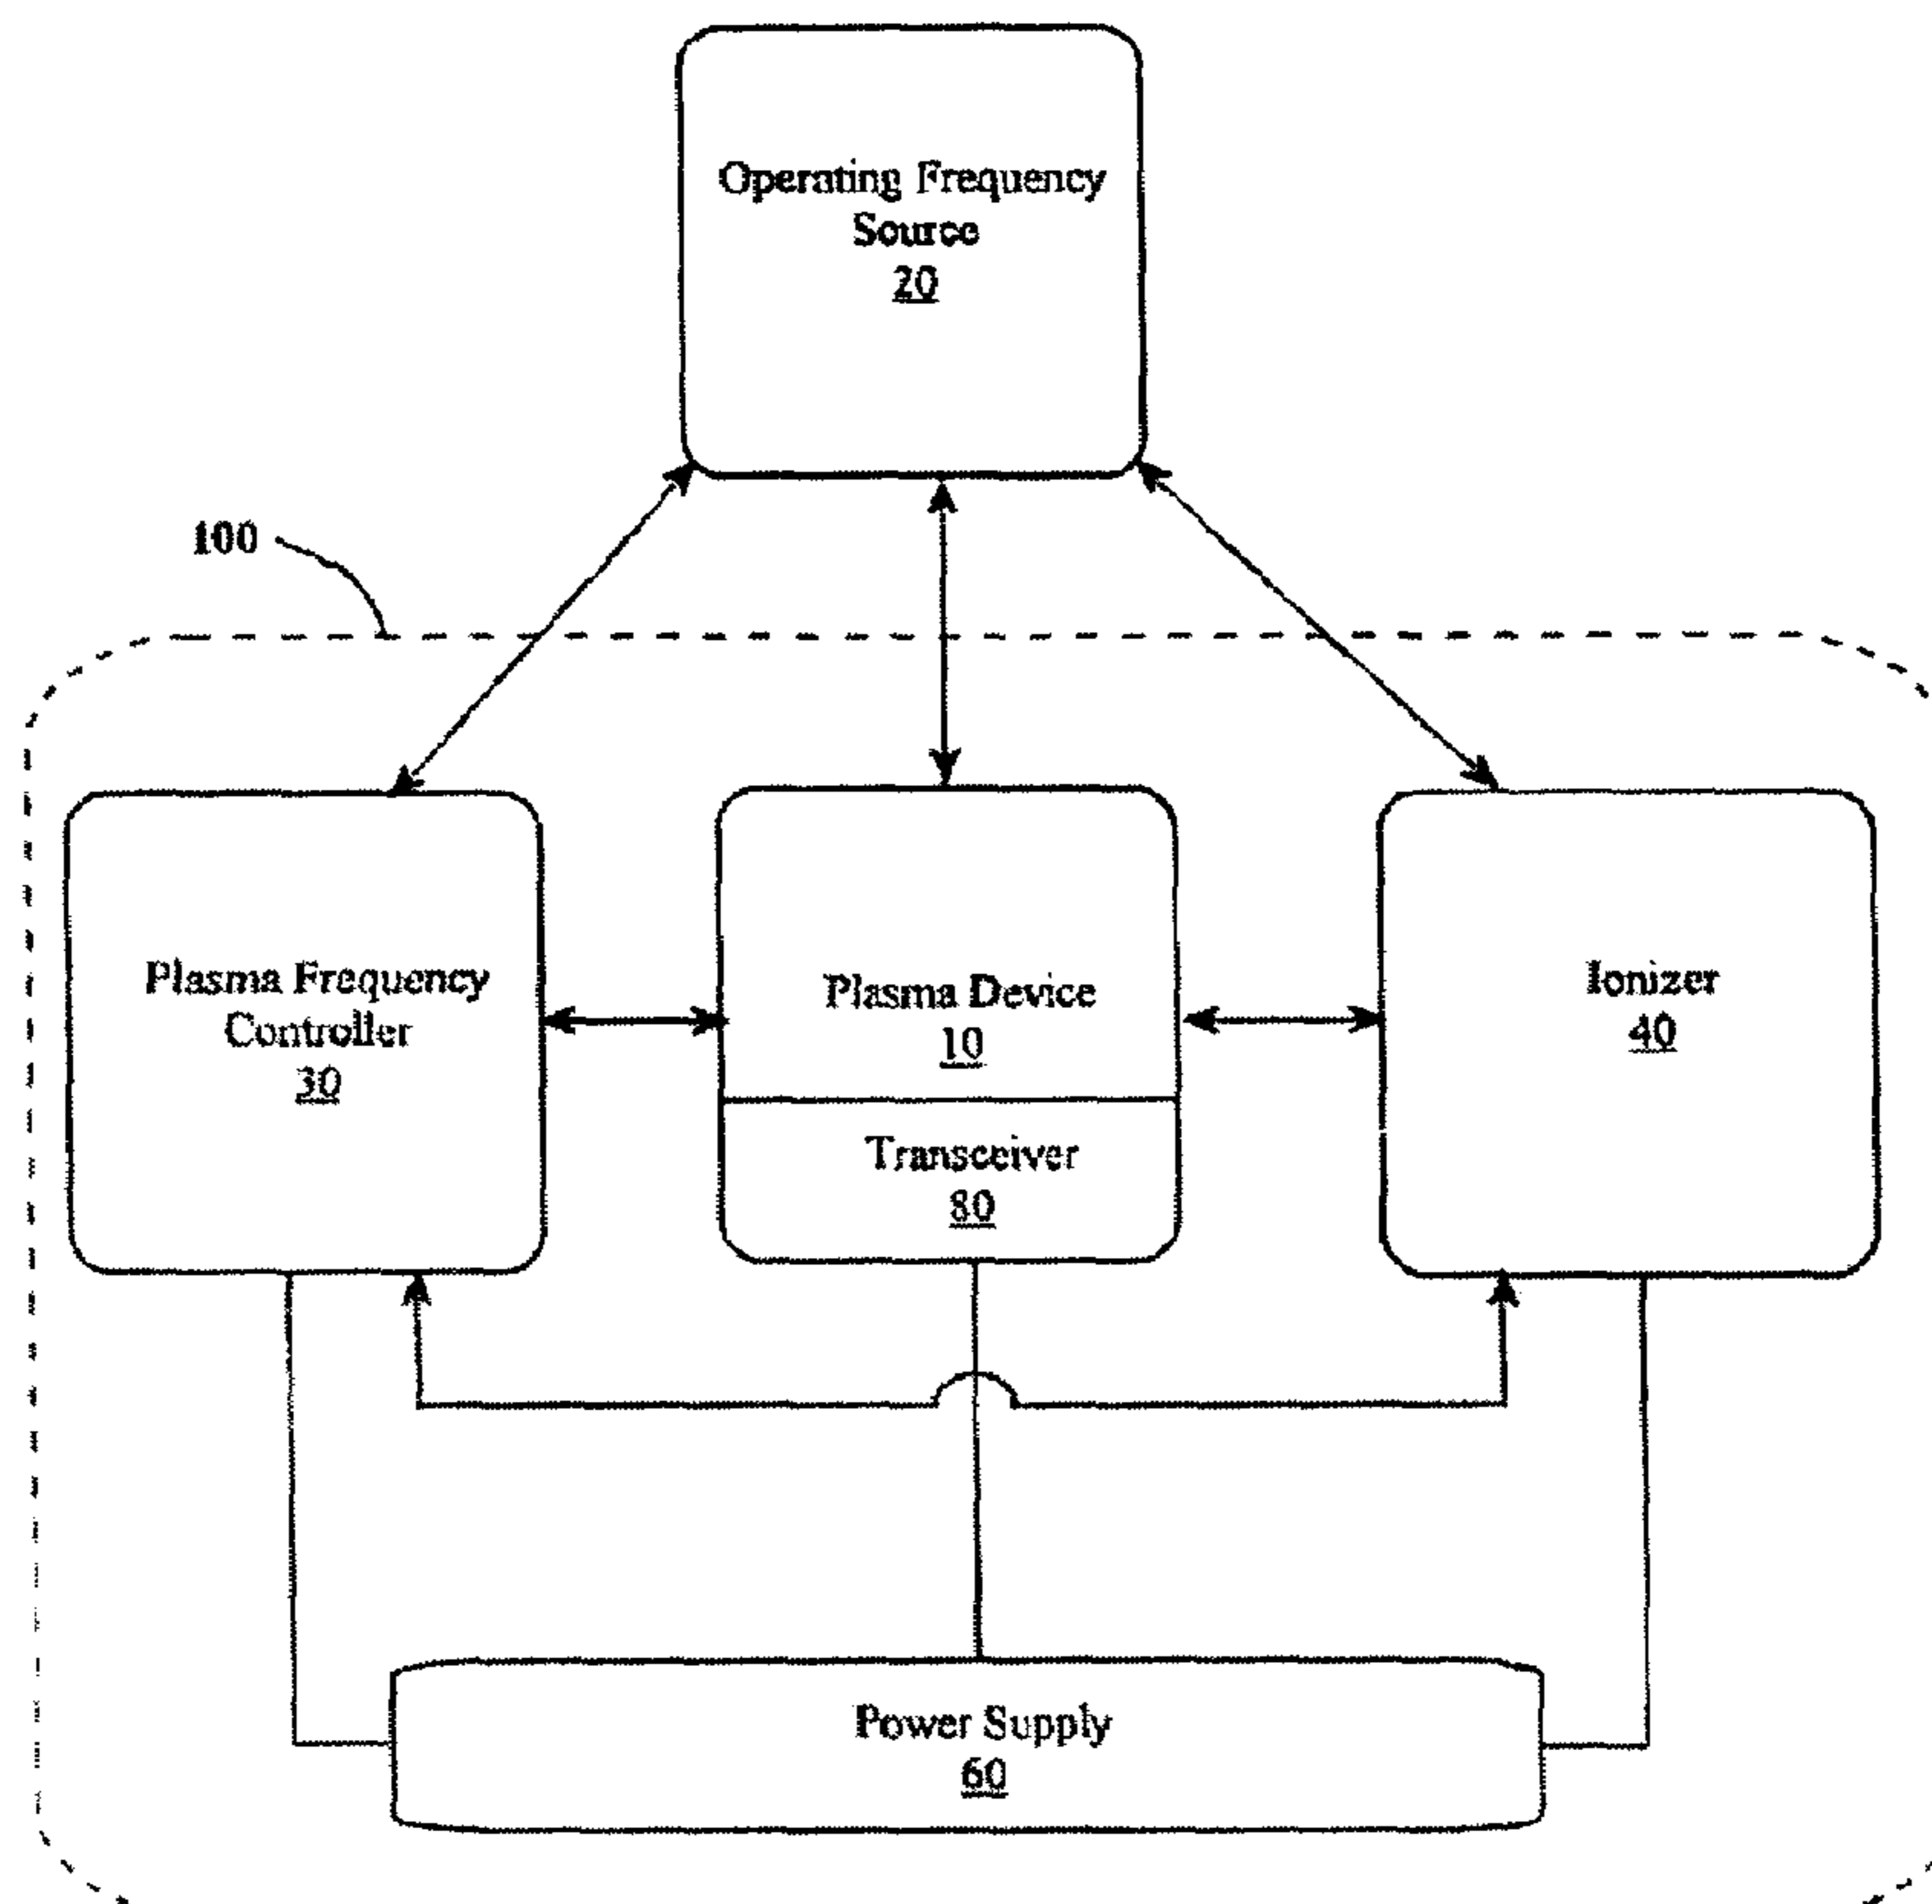 Operating Frequency
Source
20
100
Plasma Frequency
Controller
30
Plasma Device
10
Transceiver
80
Ionizer
40
Power Supply
60